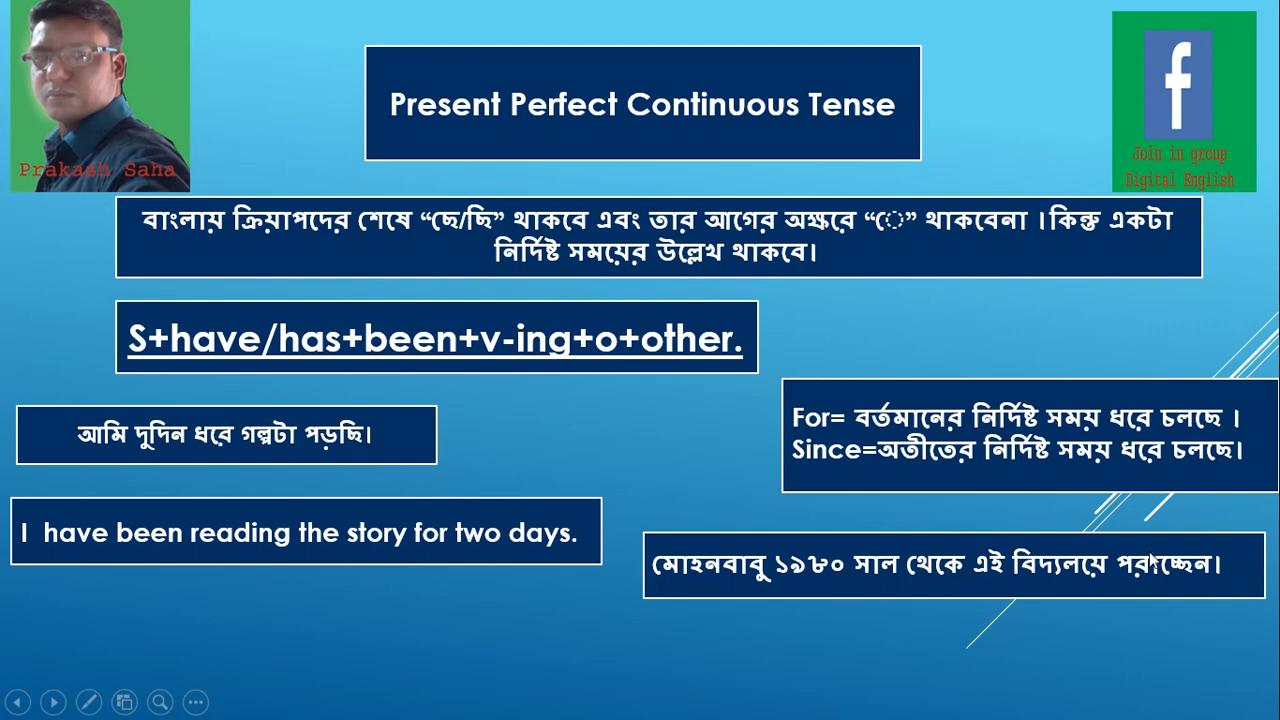 Prakash Saha
Present Perfect Continuous Tense
Join in group
Digital English
বাংলায় ক্রিয়াপদের শেষে “ছে/ছি” থাকবে এবং তার আগের অক্ষরে “ে” থাকবেনা ।কিন্তু একটা
নির্দিষ্ট সময়ের উল্লেখ থাকবে।
S+have/has+been+v-ing+o+other.
For= বর্তমানের নির্দিষ্ট সময় ধরে চলছে ।
Since=অতীতের নির্দিষ্ট সময় ধরে চলছে।
আমি দুদিন ধরে গল্পটা পড়ছি।
I have been reading the story for two days.
মোহনবাবু ১৯৮০ সাল থেকে এই বিদ্যলয়ে